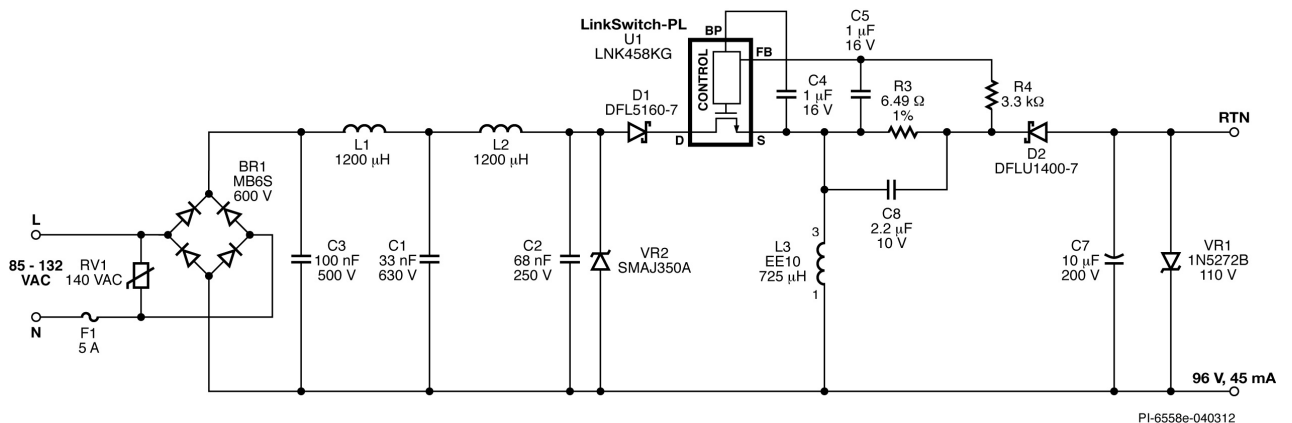 LinkSwitch-PL
U1
LNK458KG
BP
FB
CONTROL
D
S
C5
1 µF
16 V
C4
1 µF
16 V
R3
6.49 Ω
1%
R4
3.3 kΩ
D1
DFL5160-7
D2
DFLU1400-7
RTN
L1
1200 µH
L2
1200 µH
BR1
MB6S
600 V
L
85 - 132
VAC
RV1
140 VAC
N
F1
5 A
C3
100 nF
500 V
C1
33 nF
630 V
C2
68 nF
250 V
VR2
SMAJ350A
C8
2.2 µF
10 V
3
L3
EE10
725 µH
1
C7
10 µF
200 V
VR1
1N5272B
110 V
96 V, 45 mA
PI-6558e-040312